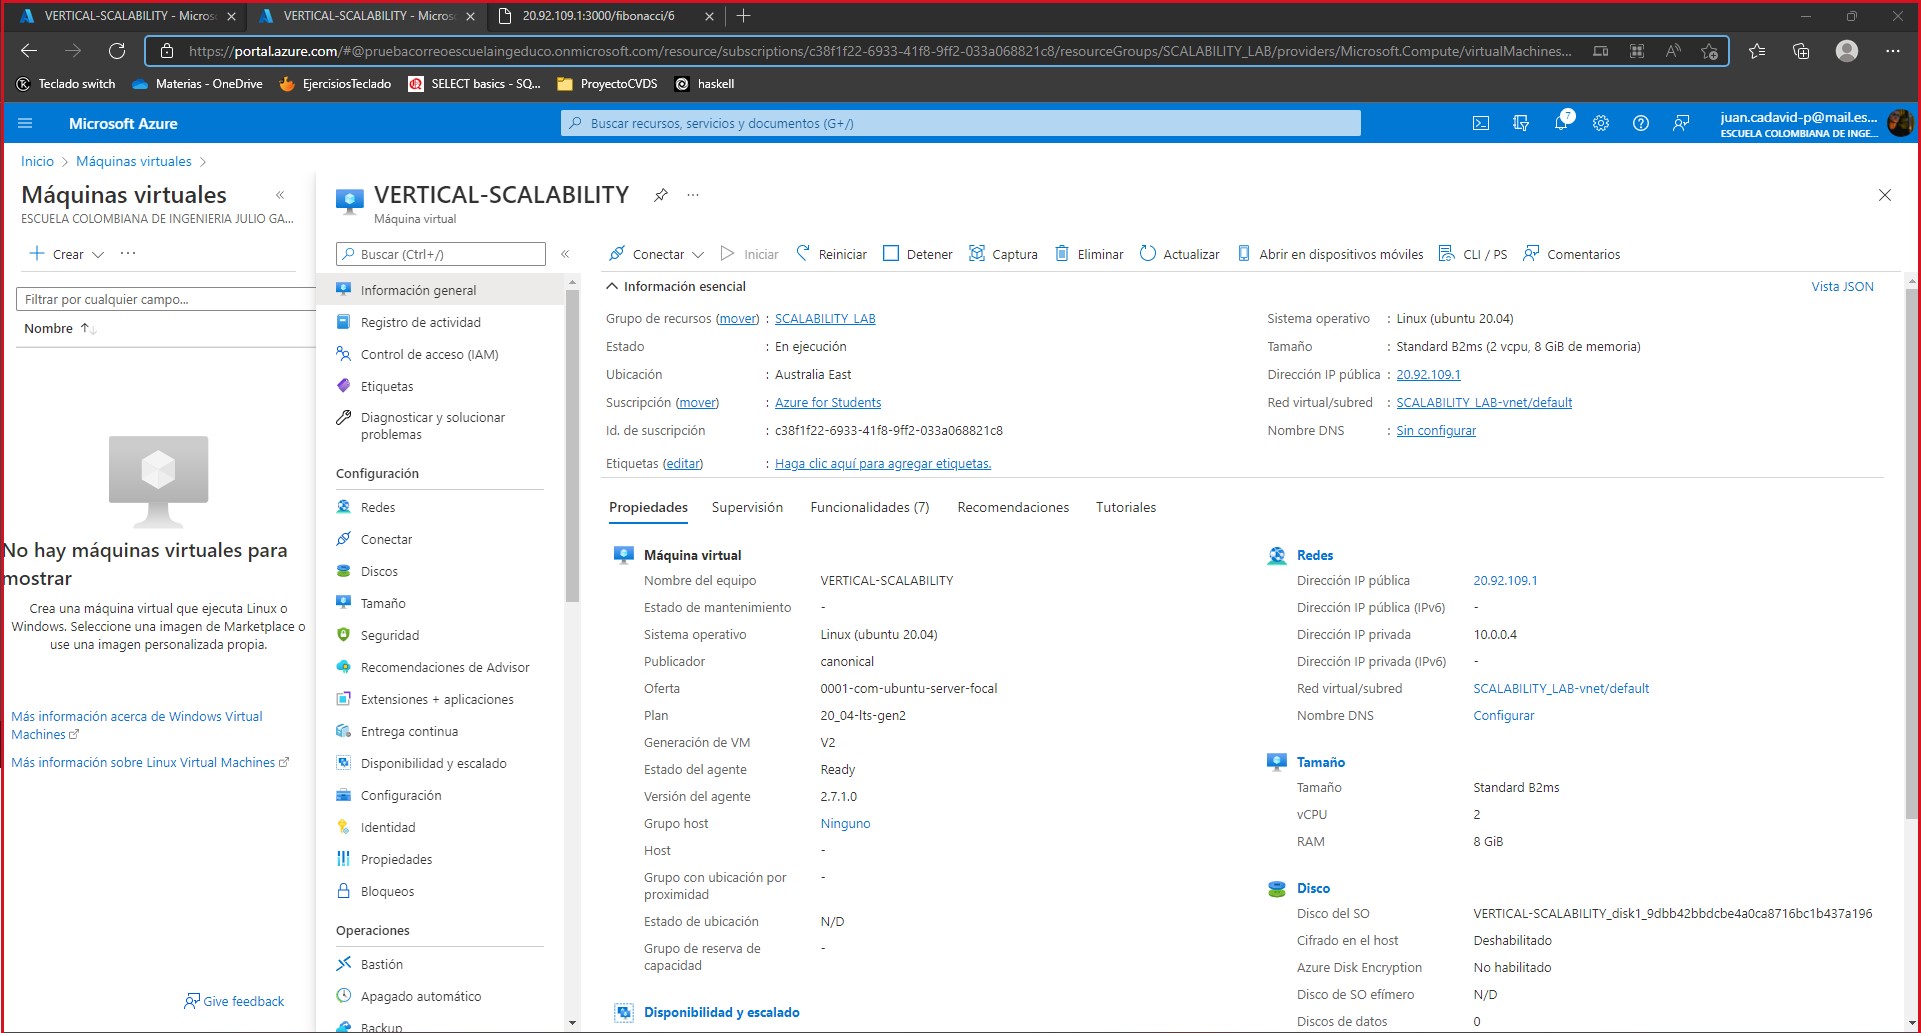 VERTICAL-SCALABILITY - Micros
VERTICAL-SCALABILITY - Micros
20.92.109.1:3000/fibonacci/6
https://portal.azure.com/#@pruebacorreoescuelaingeduco.onmicrosoft.com/resource/subscriptions/c38f1f22-6933-41f8-9ff2-033a068821c8/resourceGroups/SCALABILITY_LAB/providers/Microsoft.Compute/virtualMachines...
Teclado switch
Materias - OneDrive
EjercisiosTeclado
SELECT basics - SQ...
ProyectoCVDS
haskell
Microsoft Azure
Buscar recursos, servicios y documentos (G+/)
7
juan.cadavid-p@mail.es...
ESCUELA COLOMBIANA DE INGE...
Inicio > Máquinas virtuales >
Máquinas virtuales
«
ESCUELA COLOMBIANA DE INGENIERIA JULIO GA...
+ Crear
...
Filtrar por cualquier campo...
Nombre ↑↓
No hay máquinas virtuales para
mostrar
Crea una máquina virtual que ejecuta Linux o
Windows. Seleccione una imagen de Marketplace o
use una imagen personalizada propia.
Más información acerca de Windows Virtual
Machines
Más información sobre Linux Virtual Machines
Give feedback
VERTICAL-SCALABILITY
...
Máquina virtual
Buscar (Ctrl+/)
«
Información general
Registro de actividad
Control de acceso (IAM)
Etiquetas
Diagnosticar y solucionar
problemas
Configuración
Redes
Conectar
Discos
Tamaño
Seguridad
Recomendaciones de Advisor
Extensiones + aplicaciones
Entrega continua
Disponibilidad y escalado
Configuración
Identidad
Propiedades
Bloqueos
Operaciones
Bastión
Apagado automático
Backup
Conectar
Iniciar
Reiniciar
Detener
Captura
Eliminar
Actualizar
Abrir en dispositivos móviles
CLI / PS
Comentarios
Información esencial
Vista JSON
Grupo de recursos (mover) : SCALABILITY_LAB
Estado : En ejecución
Ubicación : Australia East
Suscripción (mover) : Azure for Students
Id. de suscripción : c38f1f22-6933-41f8-9ff2-033a068821c8
Etiquetas (editar) : Haga clic aquí para agregar etiquetas.
Sistema operativo : Linux (ubuntu 20.04)
Tamaño : Standard B2ms (2 vcpu, 8 GiB de memoria)
Dirección IP pública : 20.92.109.1
Red virtual/subred : SCALABILITY_LAB-vnet/default
Nombre DNS : Sin configurar
Propiedades
Supervisión
Funcionalidades (7)
Recomendaciones
Tutoriales
Máquina virtual
Nombre del equipo VERTICAL-SCALABILITY
Estado de mantenimiento -
Sistema operativo Linux (ubuntu 20.04)
Publicador canonical
Oferta 0001-com-ubuntu-server-focal
Plan 20_04-lts-gen2
Generación de VM V2
Estado del agente Ready
Versión del agente 2.7.1.0
Grupo host Ninguno
Host -
Grupo con ubicación por -
proximidad
Estado de ubicación N/D
Grupo de reserva de -
capacidad
Disponibilidad y escalado
Redes
Dirección IP pública 20.92.109.1
Dirección IP pública (IPv6) -
Dirección IP privada 10.0.0.4
Dirección IP privada (IPv6) -
Red virtual/subred SCALABILITY_LAB-vnet/default
Nombre DNS Configurar
Tamaño
Tamaño Standard B2ms
vCPU 2
RAM 8 GiB
Disco
Disco del SO VERTICAL-SCALABILITY_disk1_9dbb42bbdcbe4a0ca8716bc1b437a196
Cifrado en el host Deshabilitado
Azure Disk Encryption No habilitado
Disco de SO efímero N/D
Discos de datos 0